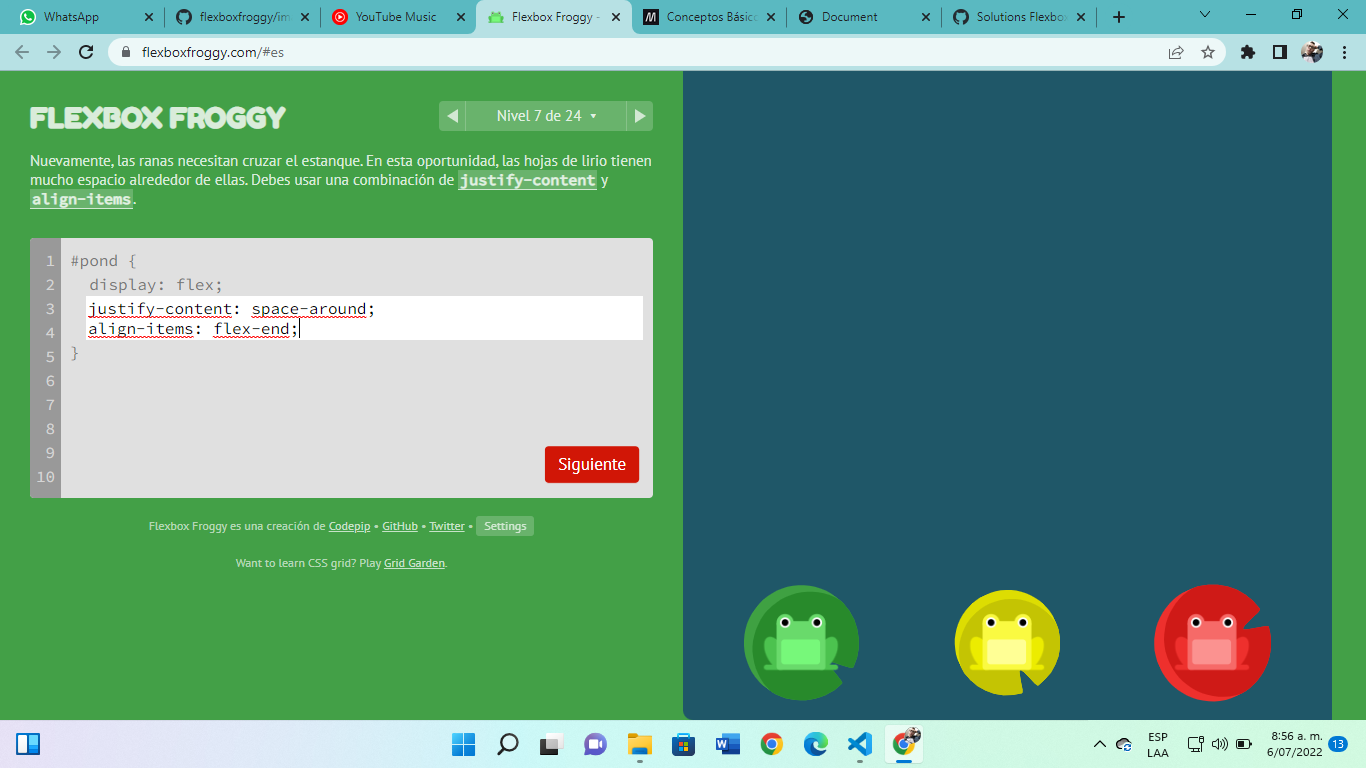 WhatsApp
flexboxfroggy/im
YouTube Music
Flexbox Froggy -
Conceptos Básic
Document
Solutions Flexbo
flexboxfroggy.com/#es
FLEXBOX FROGGY
Nivel 7 de 24
Nuevamente, las ranas necesitan cruzar el estanque. En esta oportunidad, las hojas de lirio tienen
mucho espacio alrededor de ellas. Debes usar una combinación de justify-content y
align-items.
1 #pond {
2 display: flex;
3 justify-content: space-around;
4 align-items: flex-end;
5 }
6
7
8
9
10
Siguiente
Flexbox Froggy es una creación de Codepip • GitHub • Twitter • Settings
Want to learn CSS grid? Play Grid Garden.
ESP
LAA
8:56 a. m.
6/07/2022
13